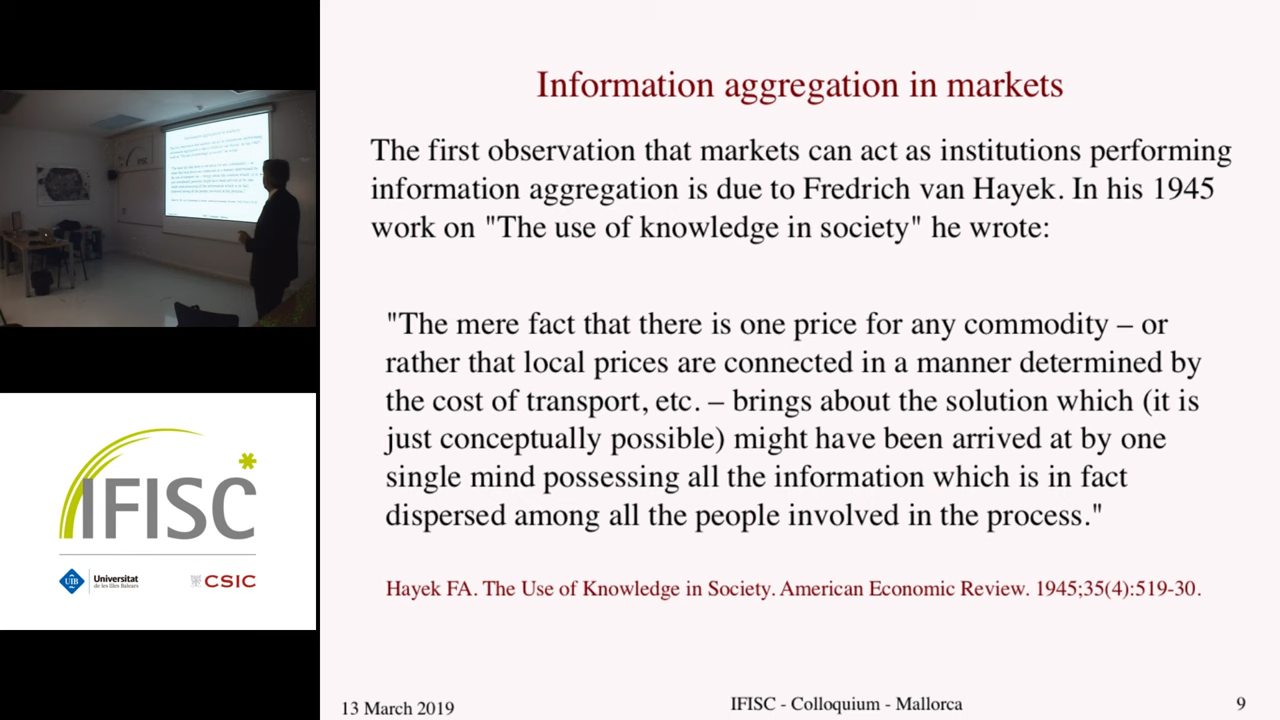 Information aggregation in markets
The first observation that markets can act as institutions performing
information aggregation is due to Fredrich van Hayek. In his 1945
work on "The use of knowledge in society" he wrote:
"The mere fact that there is one price for any commodity – or
rather that local prices are connected in a manner determined by
the cost of transport, etc. – brings about the solution which (it is
just conceptually possible) might have been arrived at by one
single mind possessing all the information which is in fact
dispersed among all the people involved in the process."
Hayek FA. The Use of Knowledge in Society. American Economic Review. 1945;35(4):519-30.
13 March 2019
IFISC - Colloquium - Mallorca
9
IFISC
UIB
Universitat
de les Illes Balears
CSIC